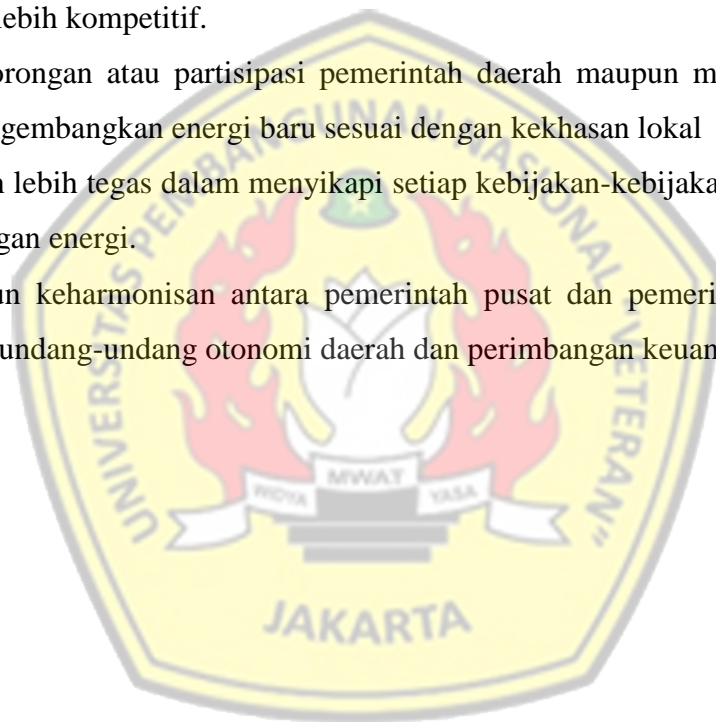 lebih kompetitif.
orongan atau partisipasi pemerintah daerah maupun m
gembangkan energi baru sesuai dengan kekhasan lokal
n lebih tegas dalam menyikapi setiap kebijakan-kebijaka
gan energi.
un keharmonisan antara pemerintah pusat dan pemeri
undang-undang otonomi daerah dan perimbangan keuan
UNIVERSITAS PEMBANGUNAN NASIONAL "VETERAN"
WIDYA MWAT YASA
JAKARTA